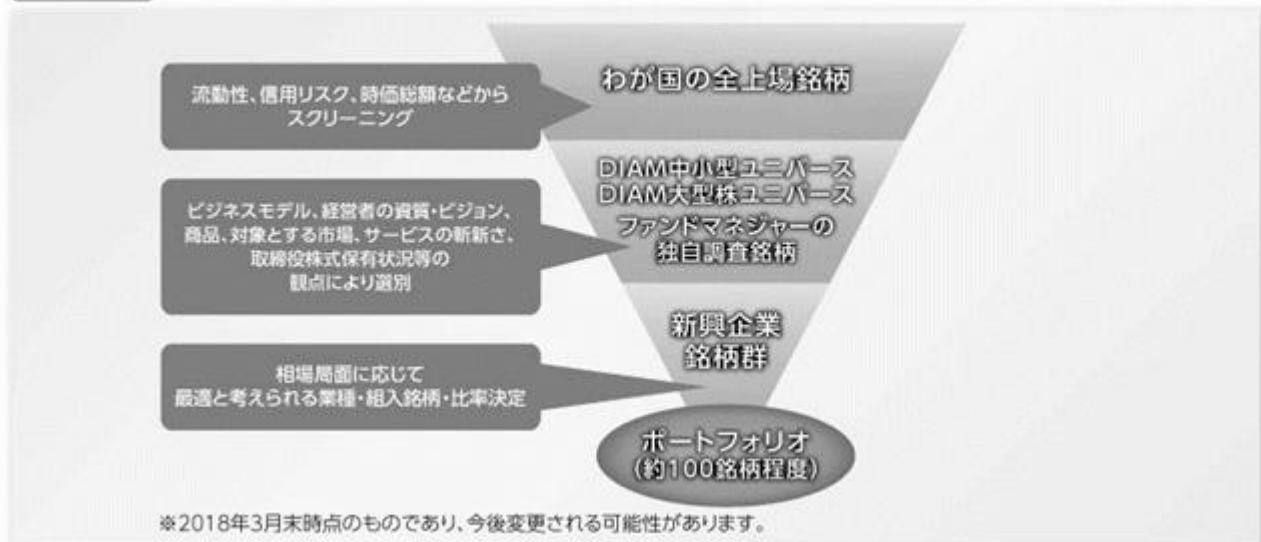 わが国の全上場銘柄
流動性、信用リスク、時価総額などから
スクリーニング
DIAM中小型ユニバース
DIAM大型株ユニバース
ファンドマネジャーの
独自調査銘柄
ビジネスモデル、経営者の資質・ビジョン、
商品、対象とする市場、サービスの斬新さ、
取締役株式保有状況等の
観点により選別
新興企業
銘柄群
相場局面に応じて
最適と考えられる業種・組入銘柄・比率決定
ポートフォリオ
(約100銘柄程度)
※2018年3月末時点のものであり、今後変更される可能性があります。